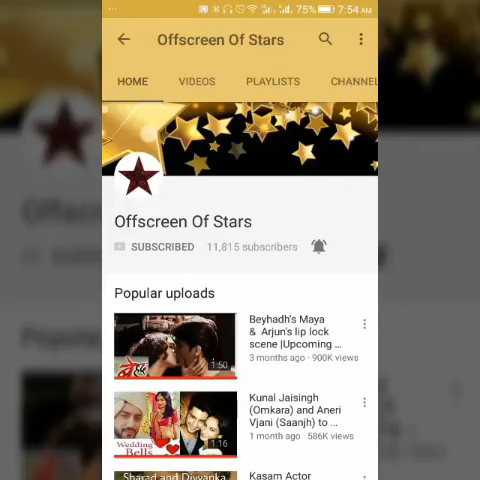 75% 7:54 AM
Offscreen Of Stars
HOME VIDEOS PLAYLISTS CHANNEL
Offscreen Of Stars
SUBSCRIBED 11,815 subscribers
Popular uploads
Beyhadh's Maya
& Arjun's lip lock
scene |Upcoming ...
3 months ago · 900K views
बेहद
1:50
Kunal Jaisingh
(Omkara) and Aneri
Vjani (Saanjh) to ...
1 month ago · 586K views
Wedding
Bells
1:16
Kasam Actor
Sharad and Divyanka